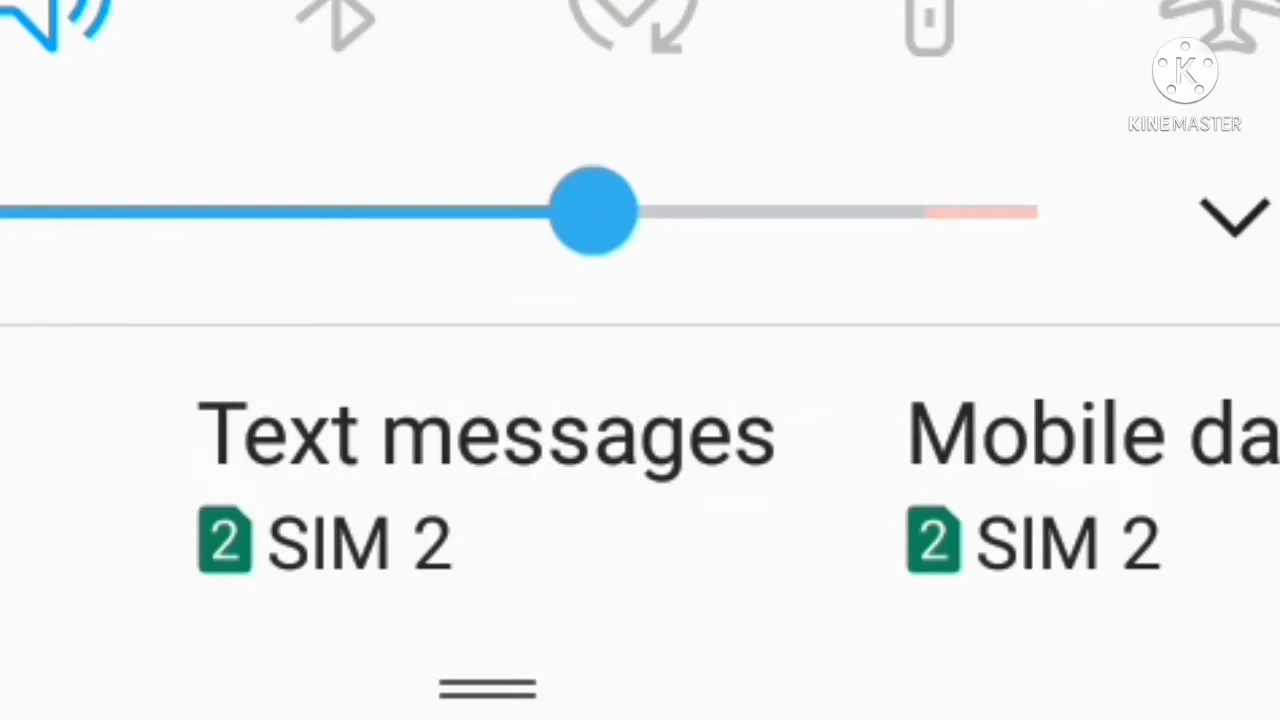 K
KINEMASTER
Text messages
Mobile da
2 SIM 2
2 SIM 2